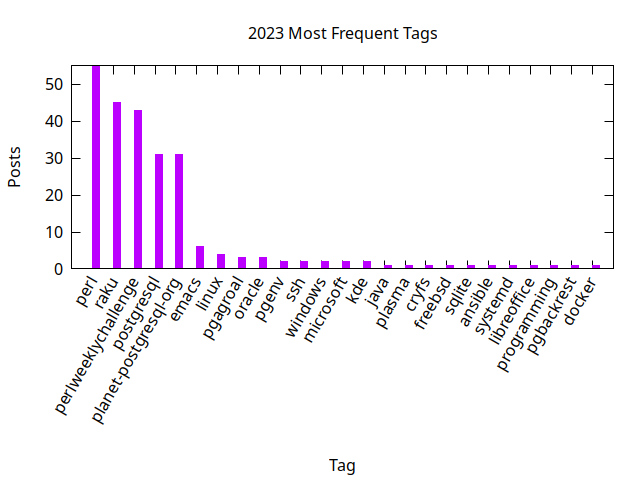 2023 Most Frequent Tags
Posts
50
40
30
20
10
0
perl
raku
perlweeklychallenge
postgresql
planet-postgresql-org
emacs
linux
pgagroal
oracle
pgenv
ssh
windows
microsoft
kde
java
plasma
cryfs
freebsd
sqlite
ansible
systemd
libreoffice
programming
pgbackrest
docker
Tag